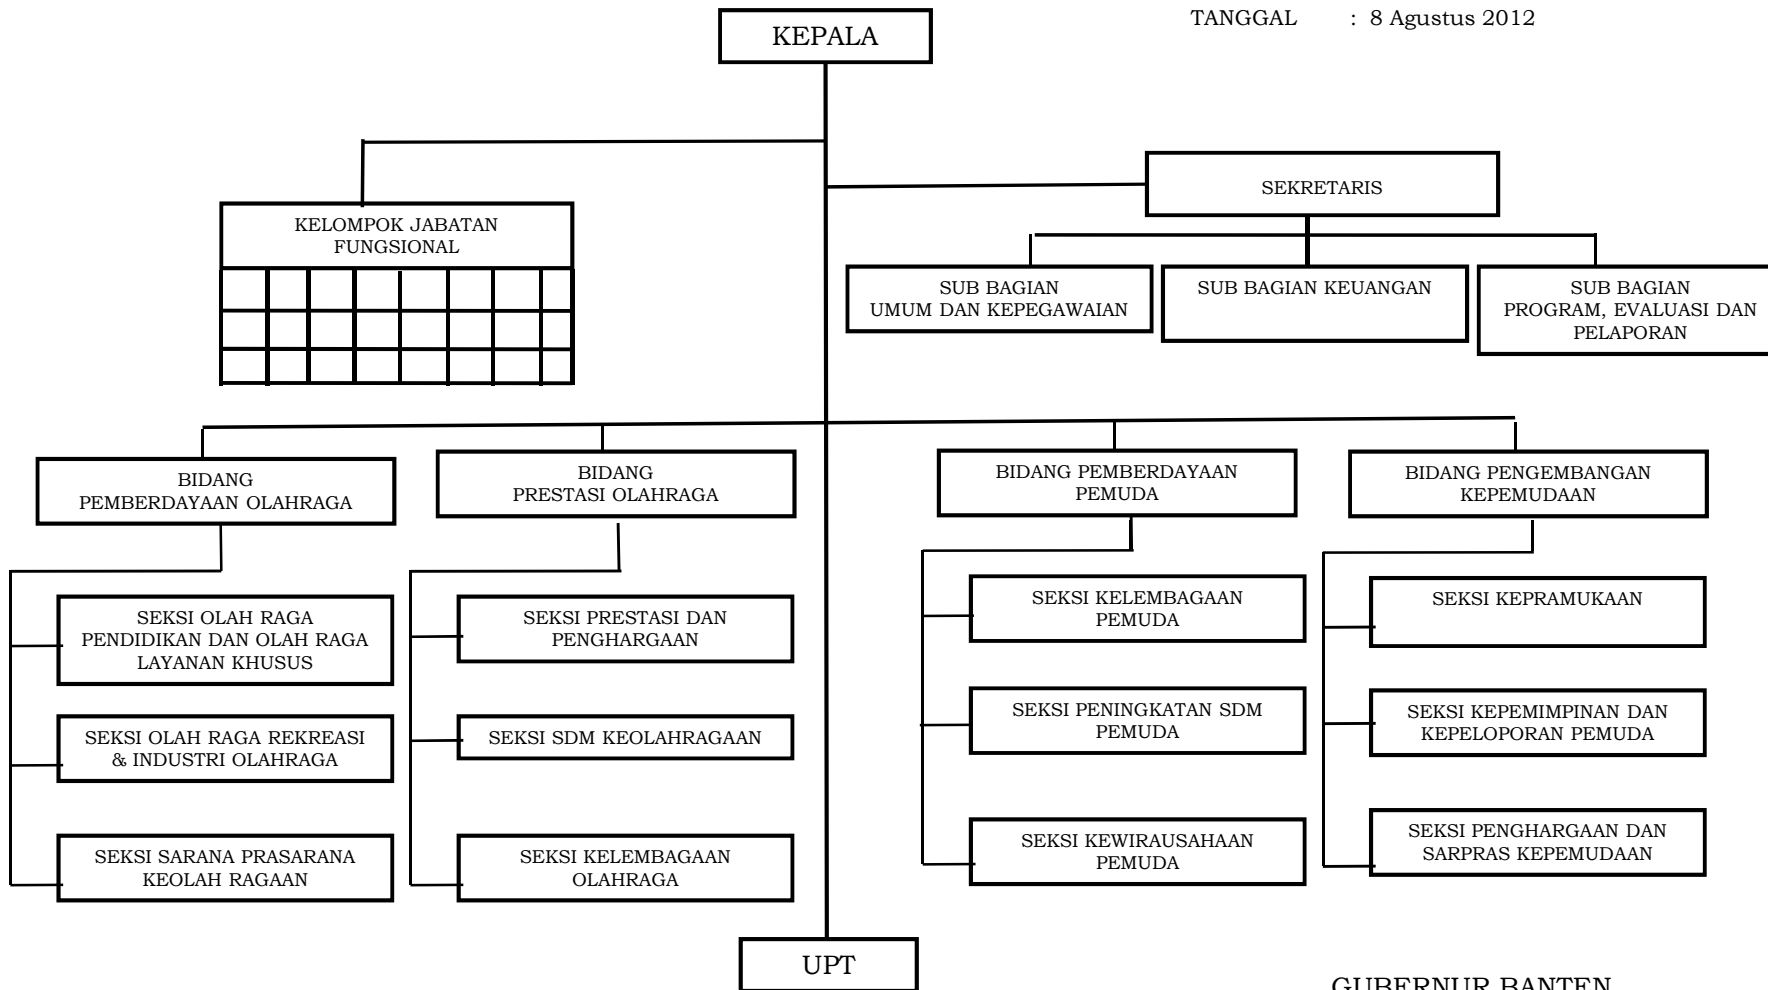 TANGGAL : 8 Agustus 2012
KEPALA
SEKRETARIS
KELOMPOK JABATAN
FUNGSIONAL
SUB BAGIAN
UMUM DAN KEPEGAWAIAN
SUB BAGIAN KEUANGAN
SUB BAGIAN
PROGRAM, EVALUASI DAN
PELAPORAN
BIDANG
PEMBERDAYAAN OLAHRAGA
BIDANG
PRESTASI OLAHRAGA
BIDANG PEMBERDAYAAN
PEMUDA
BIDANG PENGEMBANGAN
KEPEMUDAAN
SEKSI OLAH RAGA
PENDIDIKAN DAN OLAH RAGA
LAYANAN KHUSUS
SEKSI PRESTASI DAN
PENGHARGAAN
SEKSI KELEMBAGAAN
PEMUDA
SEKSI KEPRAMUKAAN
SEKSI OLAH RAGA REKREASI
& INDUSTRI OLAHRAGA
SEKSI SDM KEOLAHRAGAAN
SEKSI PENINGKATAN SDM
PEMUDA
SEKSI KEPEMIMPINAN DAN
KEPELOPORAN PEMUDA
SEKSI SARANA PRASARANA
KEOLAH RAGAAN
SEKSI KELEMBAGAAN
OLAHRAGA
SEKSI KEWIRAUSAHAAN
PEMUDA
SEKSI PENGHARGAAN DAN
SARPRAS KEPEMUDAAN
UPT
GUBERNUR BANTEN